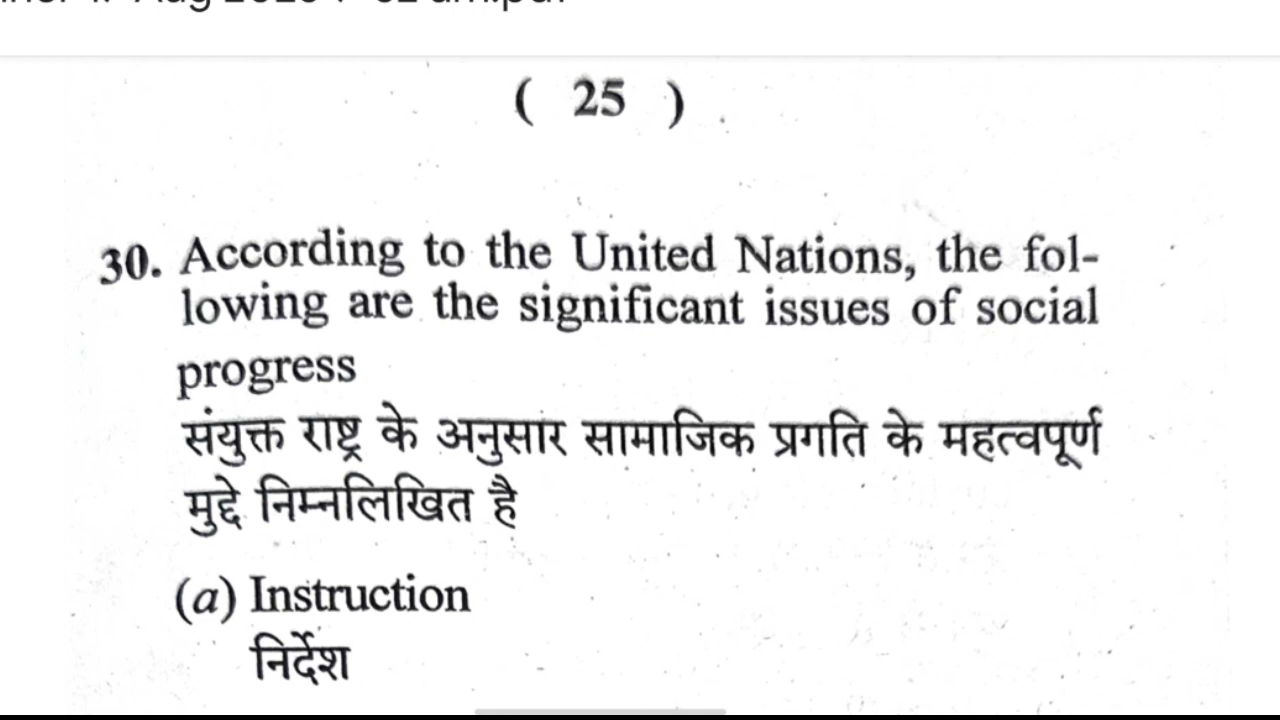 ( 25 )
30. According to the United Nations, the fol-
lowing are the significant issues of social
progress
संयुक्त राष्ट्र के अनुसार सामाजिक प्रगति के महत्वपूर्ण
मुद्दे निम्नलिखित है
(a) Instruction
निर्देश